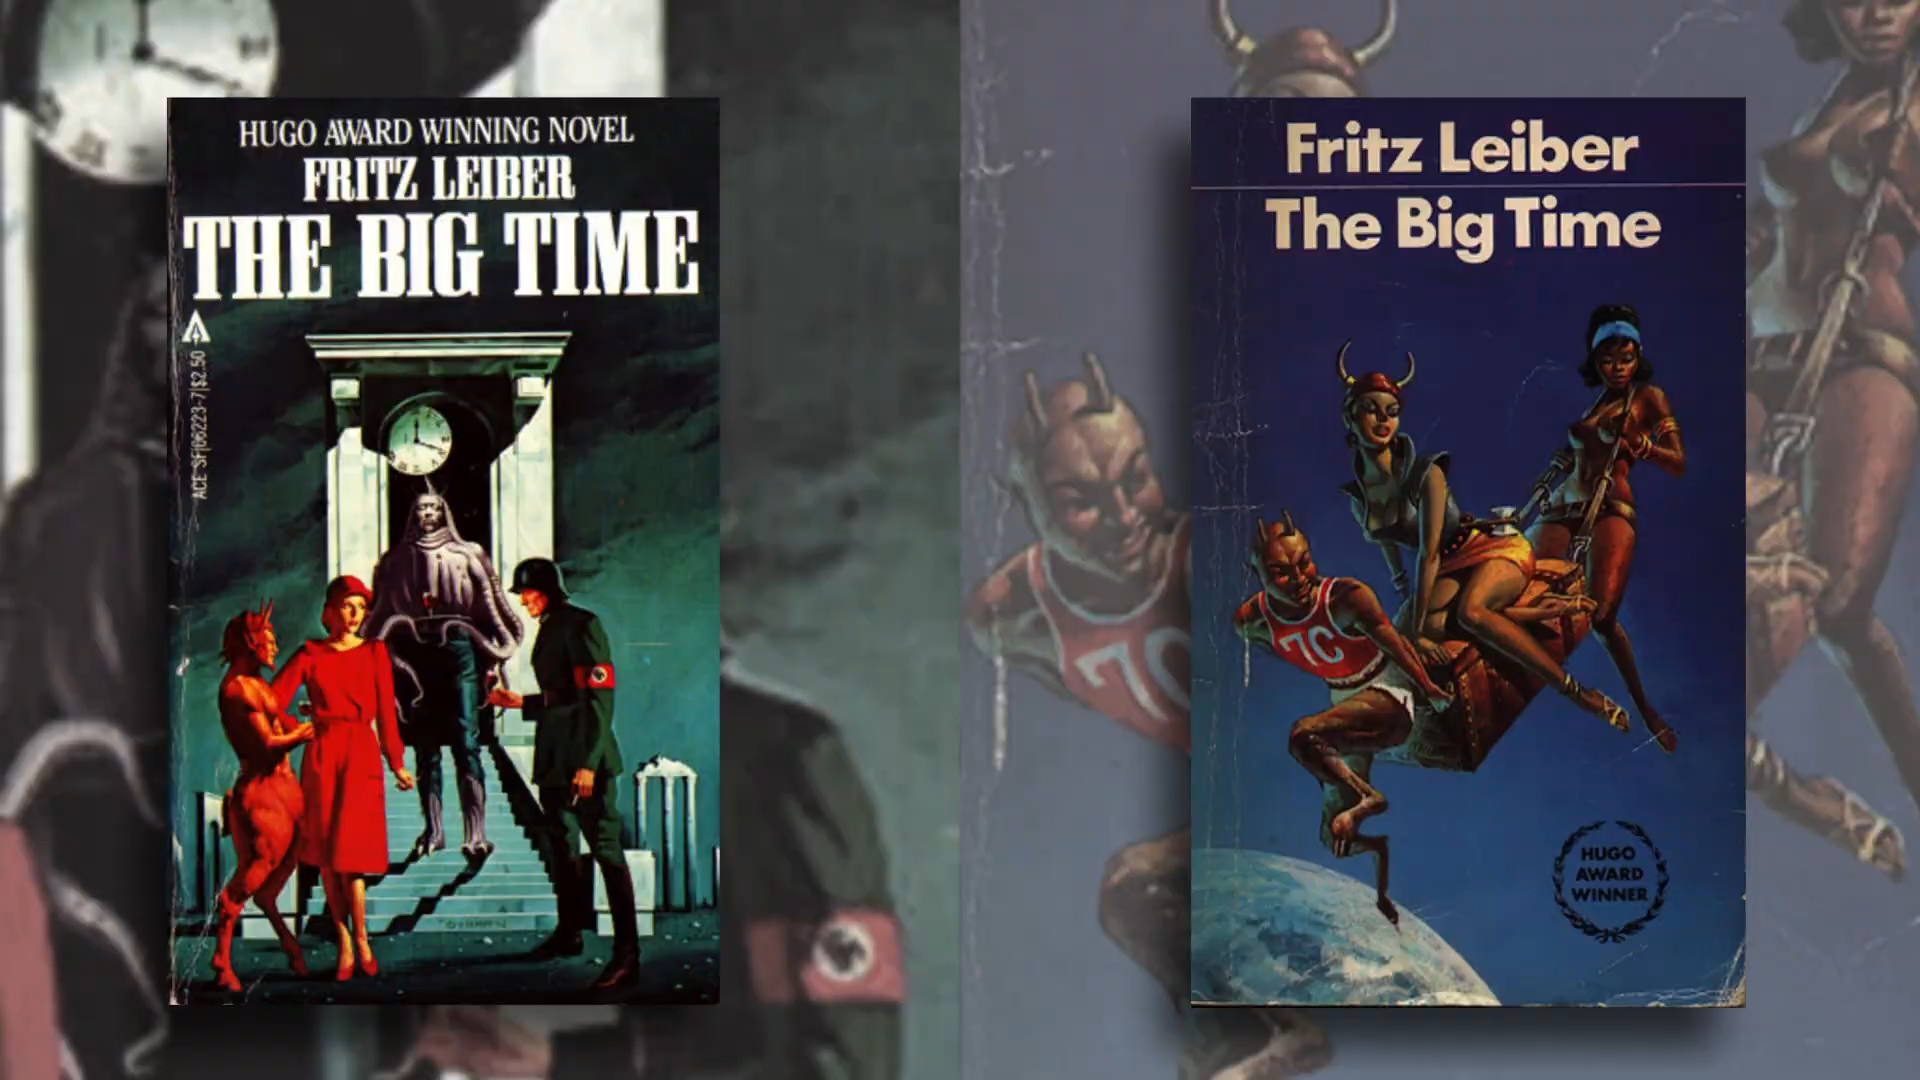 HUGO AWARD WINNING NOVEL
FRITZ LEIBER
THE BIG TIME
ACE SF|06223-7|$2.50
Fritz Leiber
The Big Time
7C
HUGO
AWARD
WINNER